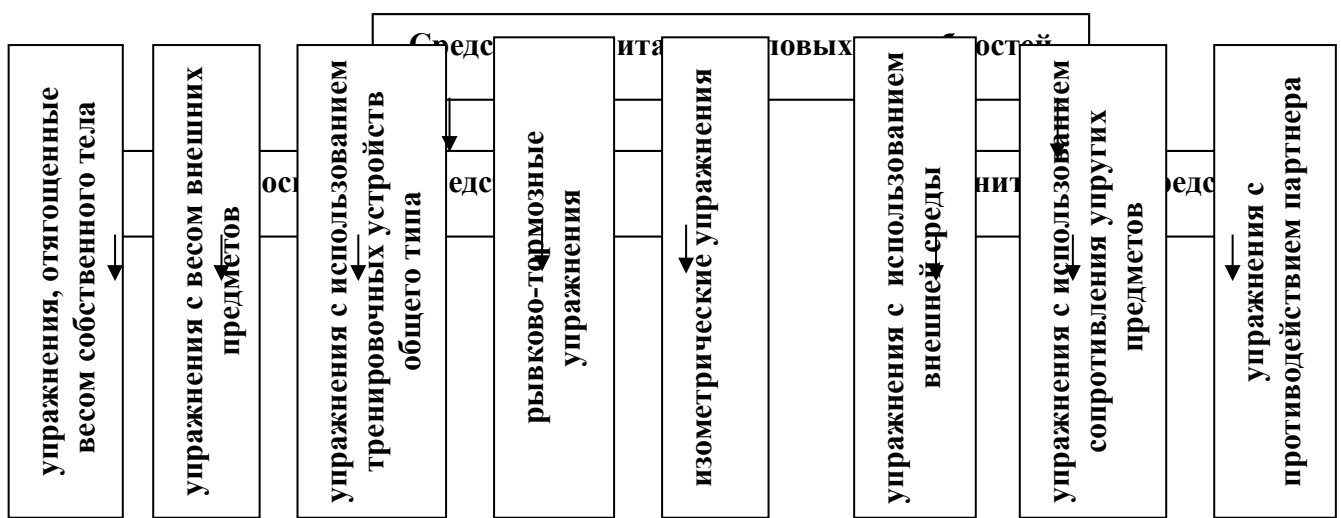 упражнения, отягощенные
весом собственного тела
упражнения с весом внешних
предметов
упражнения с использованием
тренировочных устройств
общего типа
рывково-тормозные
упражнения
изометрические упражнения
упражнения с использованием
внешней среды
упражнения с использованием
сопротивления упругих
предметов
упражнения с
противодействием партнера